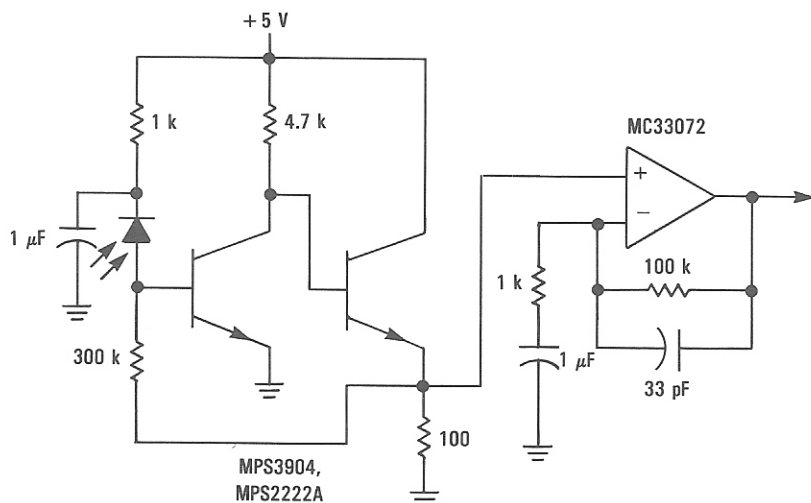 +5 V
1 k
4.7 k
MC33072
+
−
1 μF
1 k
100 k
300 k
1 μF
33 pF
100
MPS3904,
MPS2222A